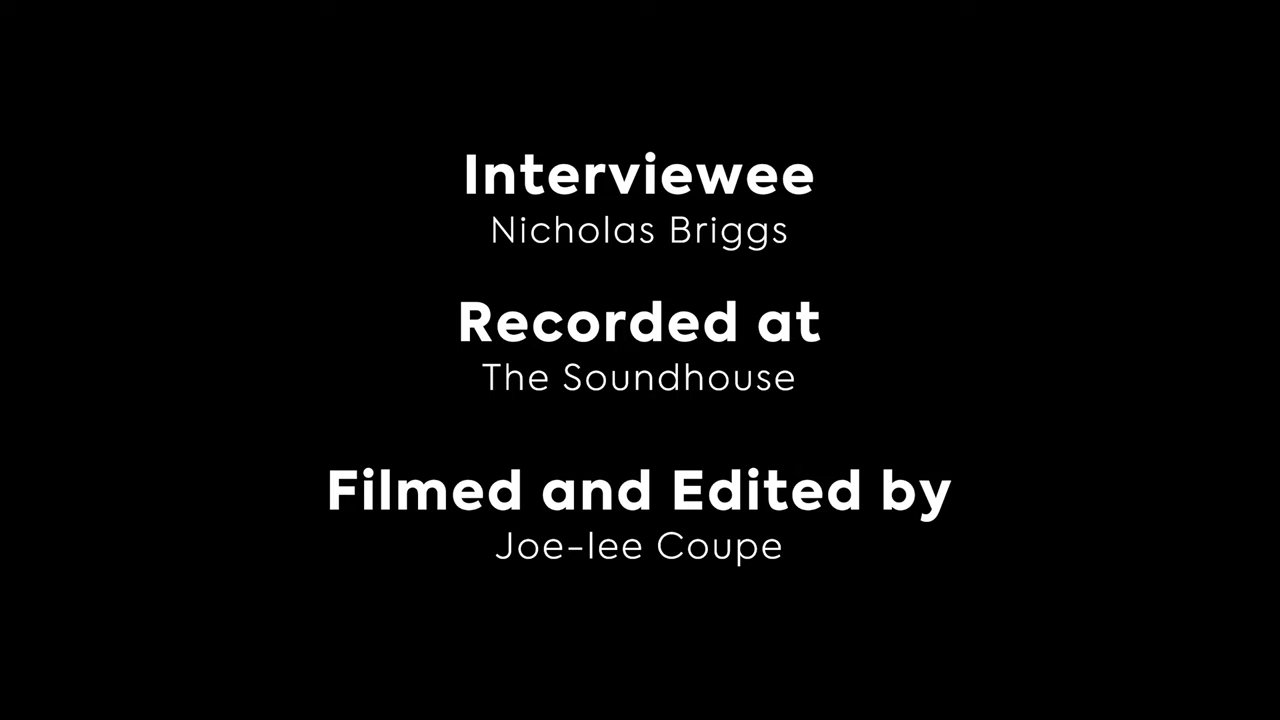 Interviewee
Nicholas Briggs
Recorded at
The Soundhouse
Filmed and Edited by
Joe-lee Coupe